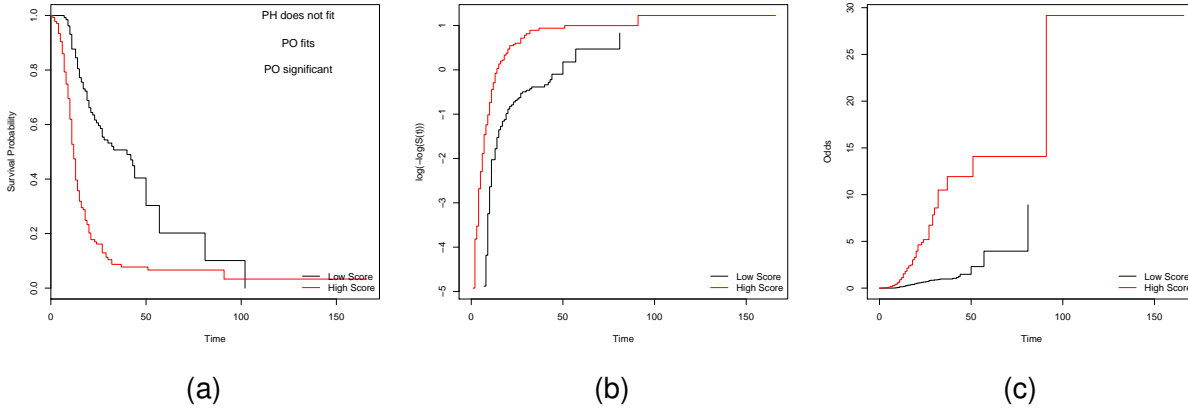 PH does not fit
PO fits
PO significant
Survival Probability
0.0
0.2
0.4
0.6
0.8
1.0
0
50
100
150
Time
Low Score
High Score
(a)
log(−log(S(t)))
−5
−4
−3
−2
−1
0
1
0
50
100
150
Time
Low Score
High Score
(b)
Odds
0
5
10
15
20
25
30
0
50
100
150
Time
Low Score
High Score
(c)